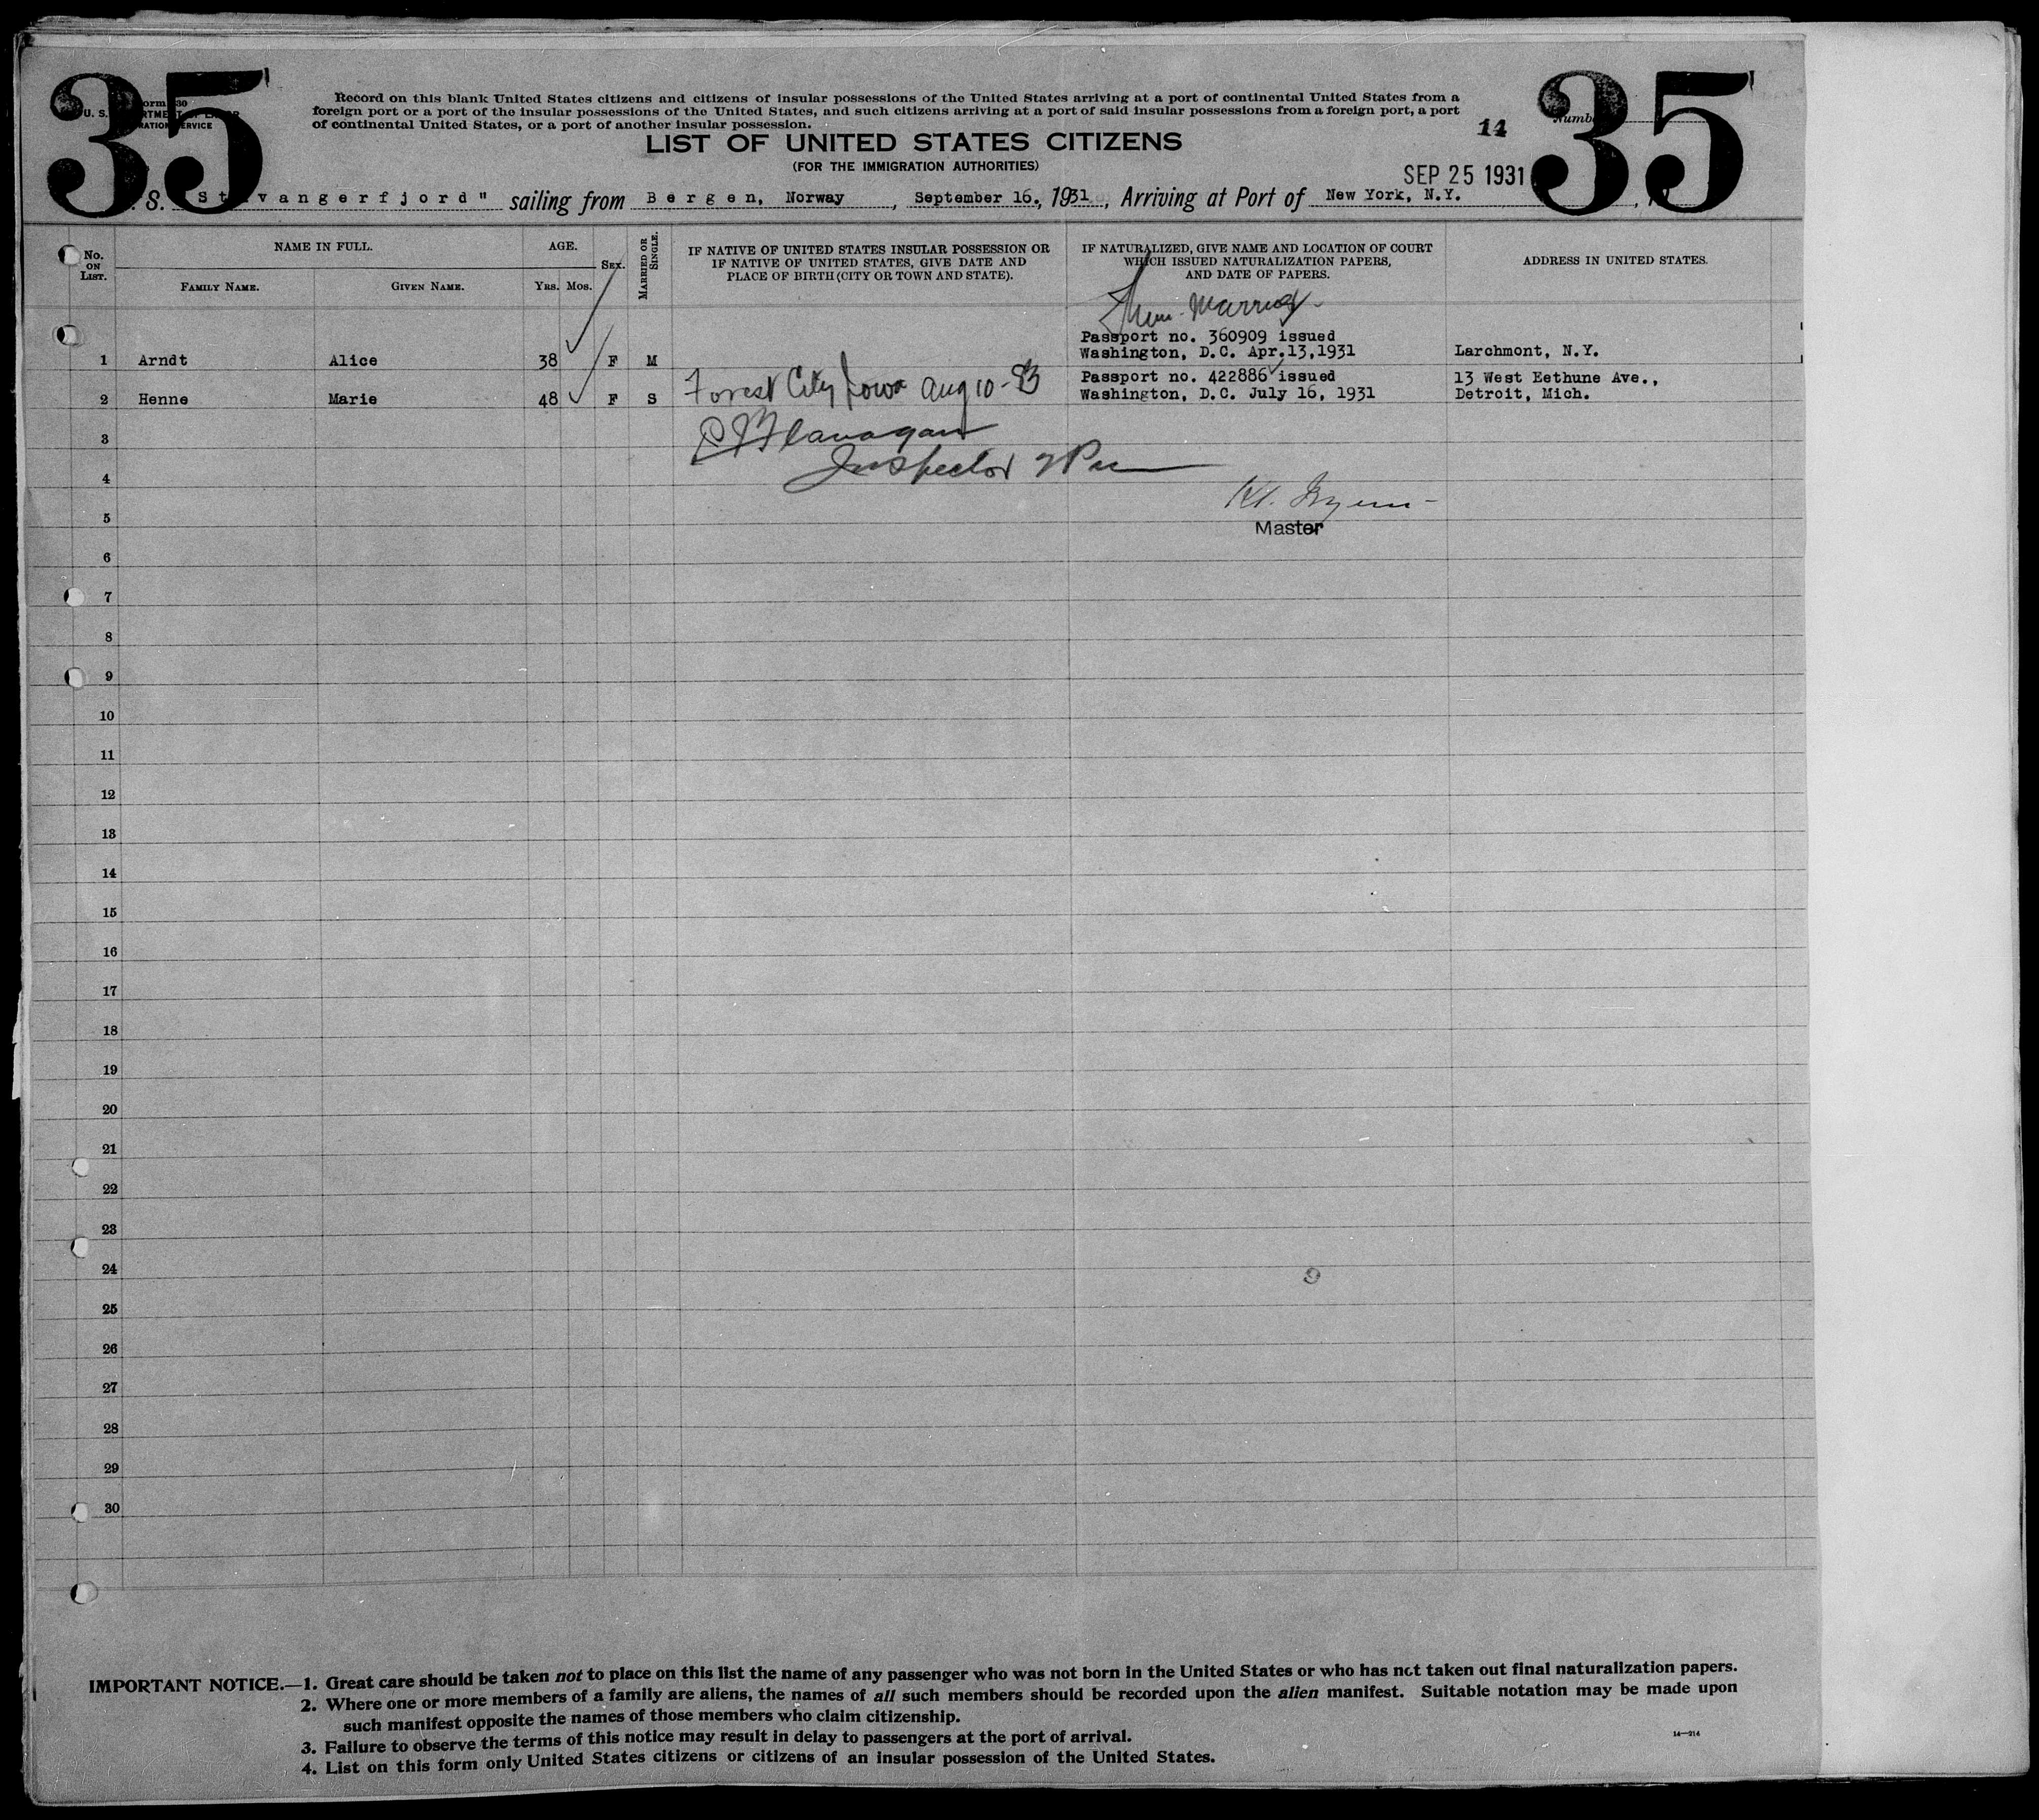 35 35
Record on this blank United States citizens and citizens of insular possessions of the United States arriving at a port of continental United States from a
foreign port or a port of the insular possessions of the United States, and such citizens arriving at a port of said insular possessions from a foreign port, a port
of continental United States, or a port of another insular possession.
14
LIST OF UNITED STATES CITIZENS
(FOR THE IMMIGRATION AUTHORITIES)
SEP 25 1931
S. Stavangerfjord" sailing from Bergen, Norway, September 16., 1931, Arriving at Port of New York, N.Y.
No. ON LIST.
NAME IN FULL.
FAMILY NAME. GIVEN NAME.
AGE.
YRS. MOS.
SEX.
MARRIED OR SINGLE.
IF NATIVE OF UNITED STATES INSULAR POSSESSION OR
IF NATIVE OF UNITED STATES, GIVE DATE AND
PLACE OF BIRTH (CITY OR TOWN AND STATE).
IF NATURALIZED, GIVE NAME AND LOCATION OF COURT
WHICH ISSUED NATURALIZATION PAPERS,
AND DATE OF PAPERS.
ADDRESS IN UNITED STATES.
Passport no. 360909 issued
1 Arndt Alice 38 F M Washington, D.C. Apr.13,1931 Larchmont, N.Y.
Passport no. 422886 issued 13 West Eethune Ave.,
2 Henne Marie 48 F S Forest City Iowa Aug 10-83 Washington, D.C. July 16, 1931 Detroit, Mich.
3 Flanagan
4 Inspector
5 Master
6
7
8
9
10
11
12
13
14
15
16
17
18
19
20
21
22
23
24
25
26
27
28
29
30
IMPORTANT NOTICE.—1. Great care should be taken not to place on this list the name of any passenger who was not born in the United States or who has not taken out final naturalization papers.
2. Where one or more members of a family are aliens, the names of all such members should be recorded upon the alien manifest. Suitable notation may be made upon
such manifest opposite the names of those members who claim citizenship.
3. Failure to observe the terms of this notice may result in delay to passengers at the port of arrival.
14—214
4. List on this form only United States citizens or citizens of an insular possession of the United States.